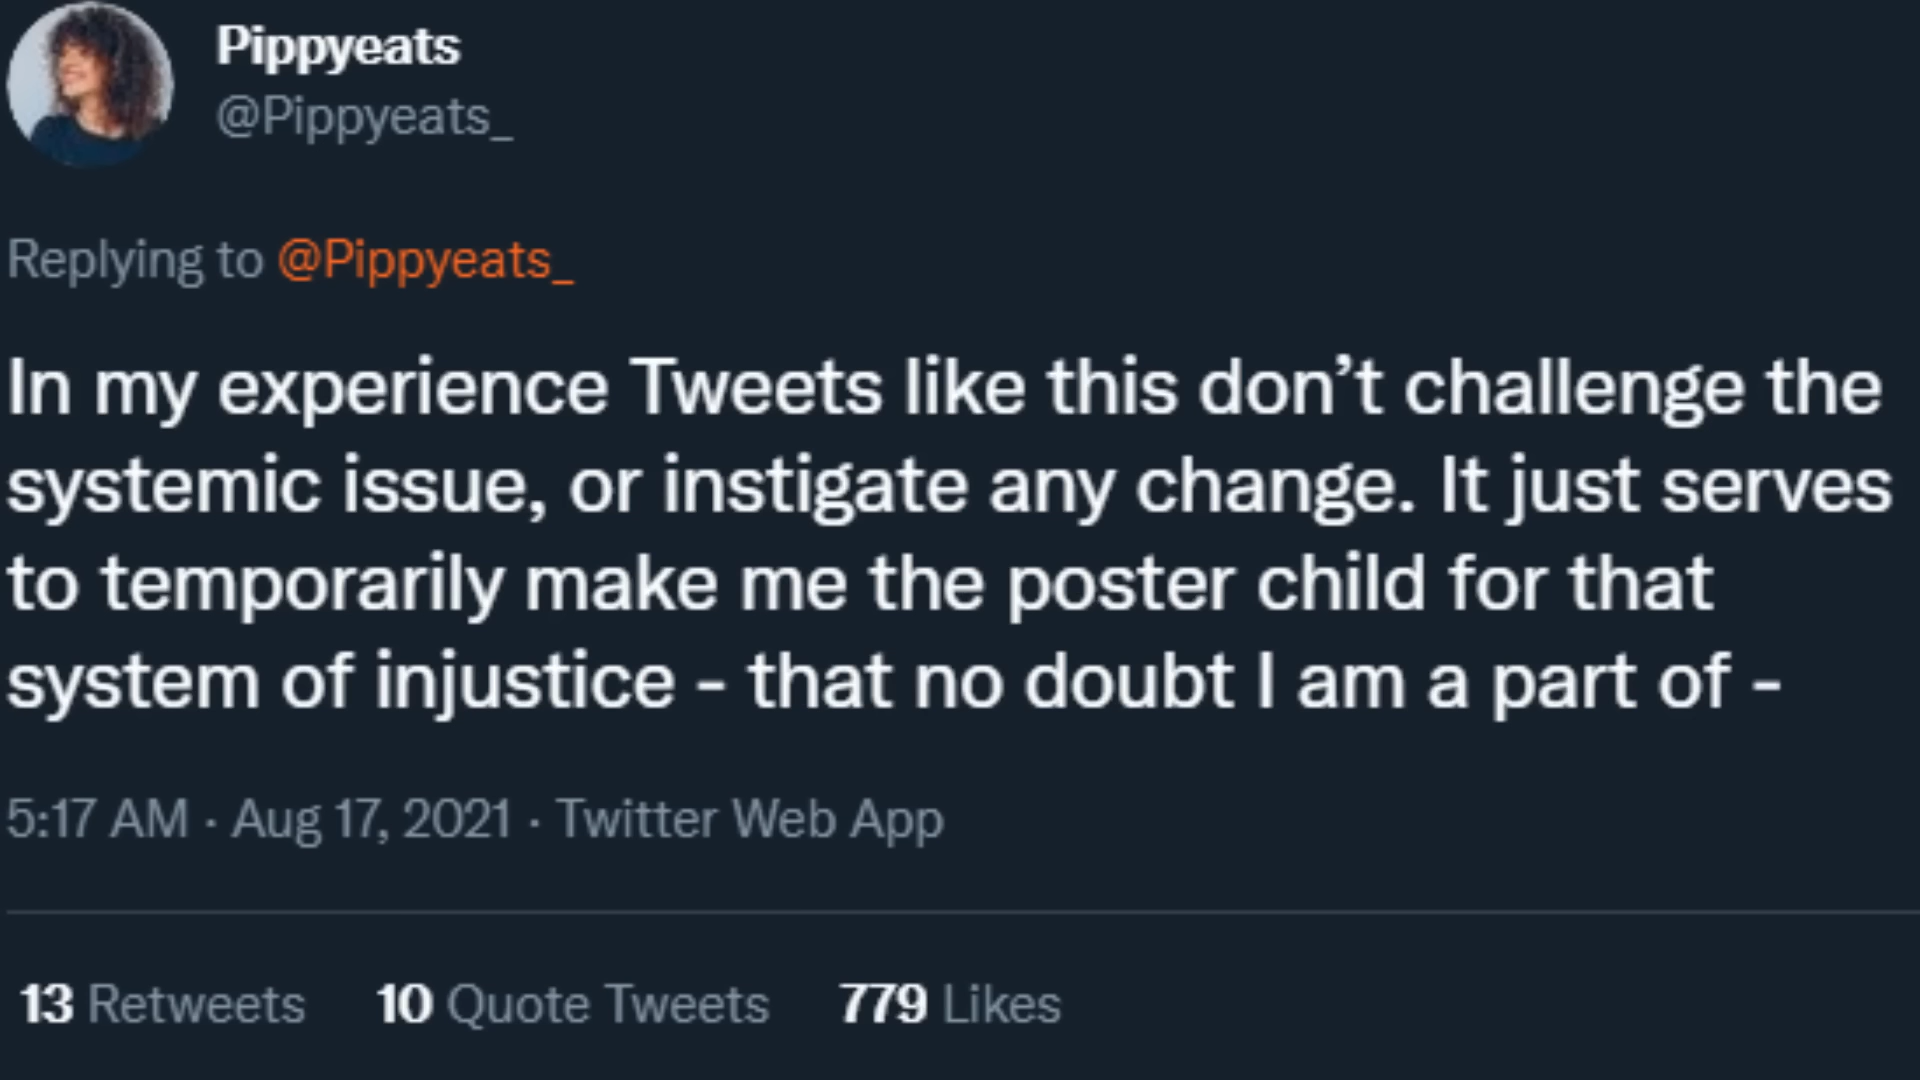 Pippyeats
@Pippyeats_
Replying to @Pippyeats_
In my experience Tweets like this don’t challenge the
systemic issue, or instigate any change. It just serves
to temporarily make me the poster child for that
system of injustice - that no doubt I am a part of -
5:17 AM · Aug 17, 2021 · Twitter Web App
13 Retweets 10 Quote Tweets 779 Likes